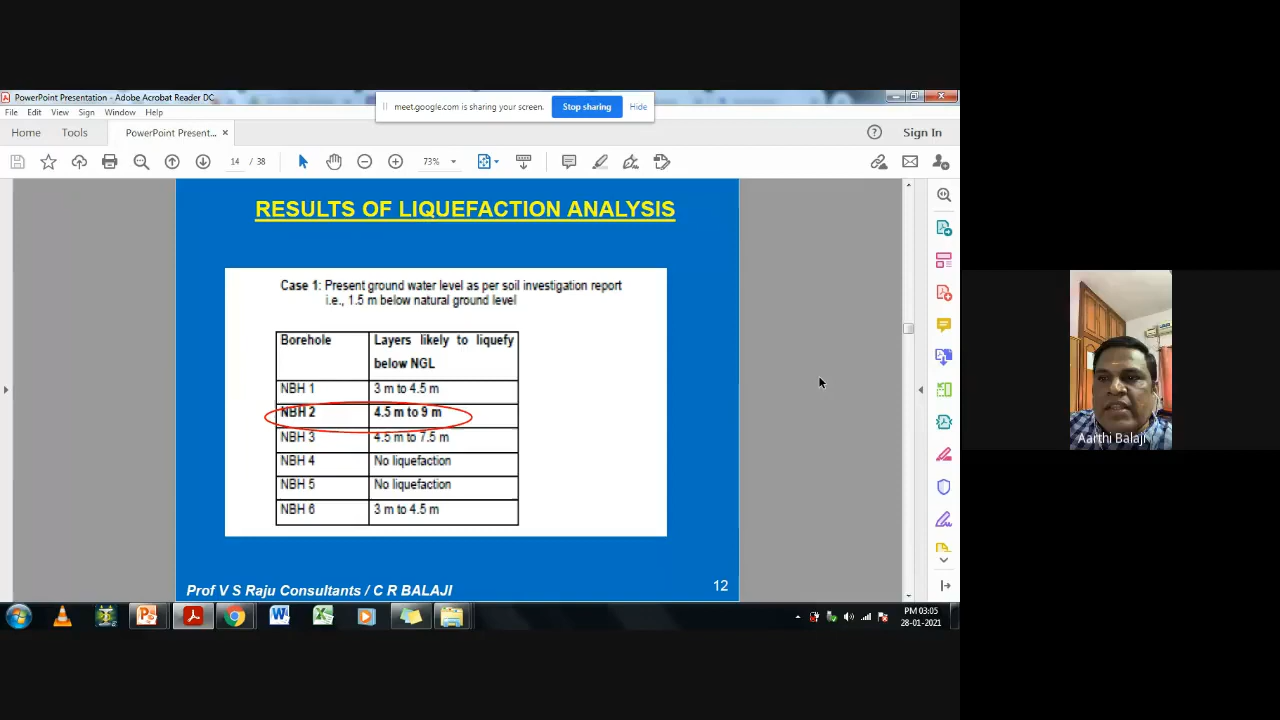 PowerPoint Presentation - Adobe Acrobat Reader DC
meet.google.com is sharing your screen.
Stop sharing
Hide
File Edit View Sign Window Help
Home
Tools
PowerPoint Present...
Sign In
14 / 38
73%
RESULTS OF LIQUEFACTION ANALYSIS
Case 1: Present ground water level as per soil investigation report
i.e., 1.5 m below natural ground level
Borehole
Layers likely to liquefy
below NGL
NBH 1 3 m to 4.5 m
NBH 2 4.5 m to 9 m
NBH 3 4.5 m to 7.5 m
NBH 4 No liquefaction
NBH 5 No liquefaction
NBH 6 3 m to 4.5 m
Prof V S Raju Consultants / C R BALAJI
12
Aarthi Balaji
PM 03:05
28-01-2021